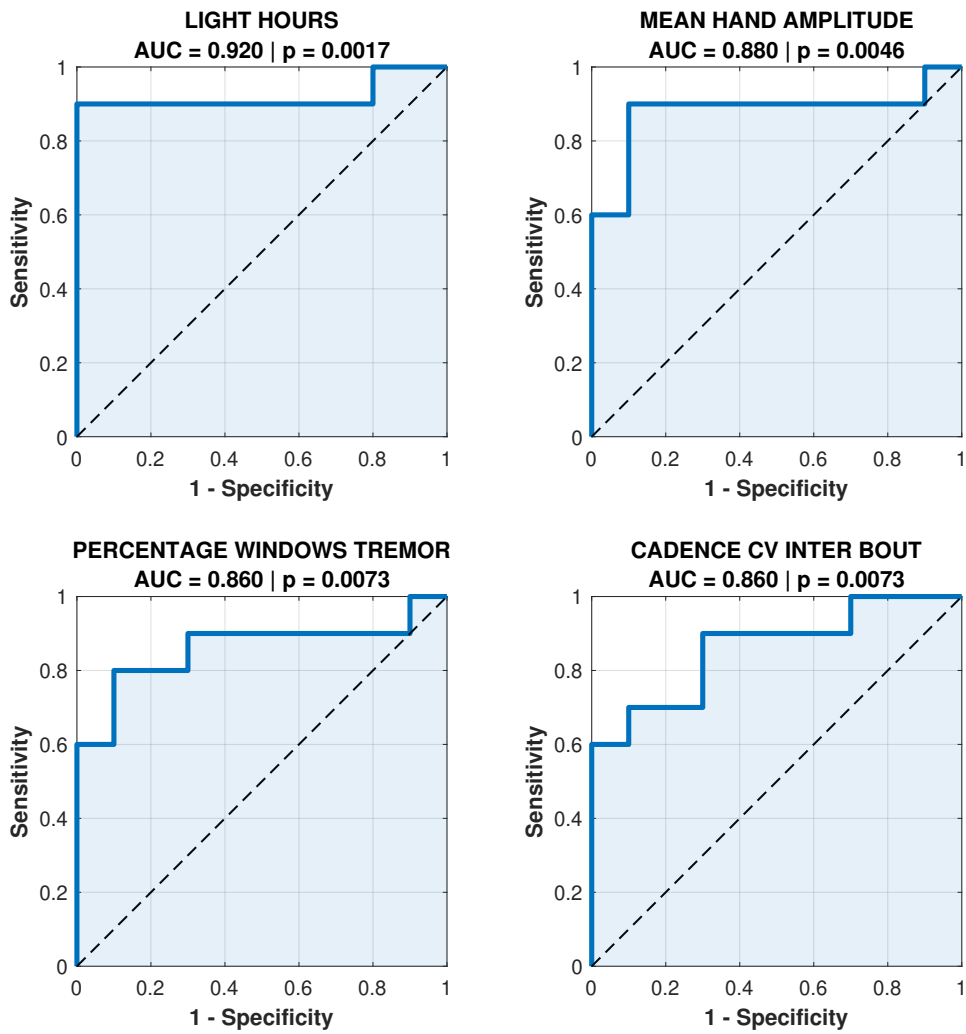 LIGHT HOURS
AUC = 0.920 | p = 0.0017
1
0.8
0.6
0.4
0.2
0
Sensitivity
0 0.2 0.4 0.6 0.8 1
1 - Specificity
MEAN HAND AMPLITUDE
AUC = 0.880 | p = 0.0046
1
0.8
0.6
0.4
0.2
0
Sensitivity
0 0.2 0.4 0.6 0.8 1
1 - Specificity
PERCENTAGE WINDOWS TREMOR
AUC = 0.860 | p = 0.0073
1
0.8
0.6
0.4
0.2
0
Sensitivity
0 0.2 0.4 0.6 0.8 1
1 - Specificity
CADENCE CV INTER BOUT
AUC = 0.860 | p = 0.0073
1
0.8
0.6
0.4
0.2
0
Sensitivity
0 0.2 0.4 0.6 0.8 1
1 - Specificity